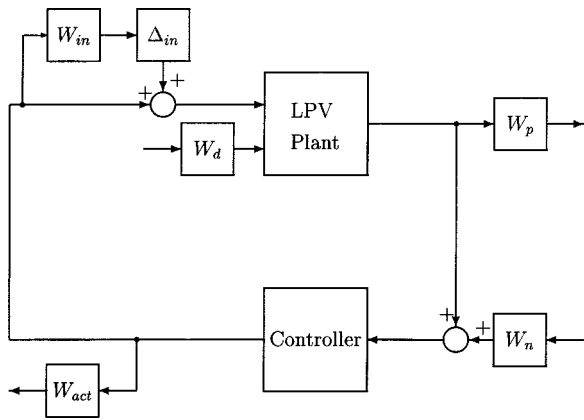 W_in
Δ_in
+
+
LPV
Plant
W_p
W_d
+
+
Controller
W_n
W_act